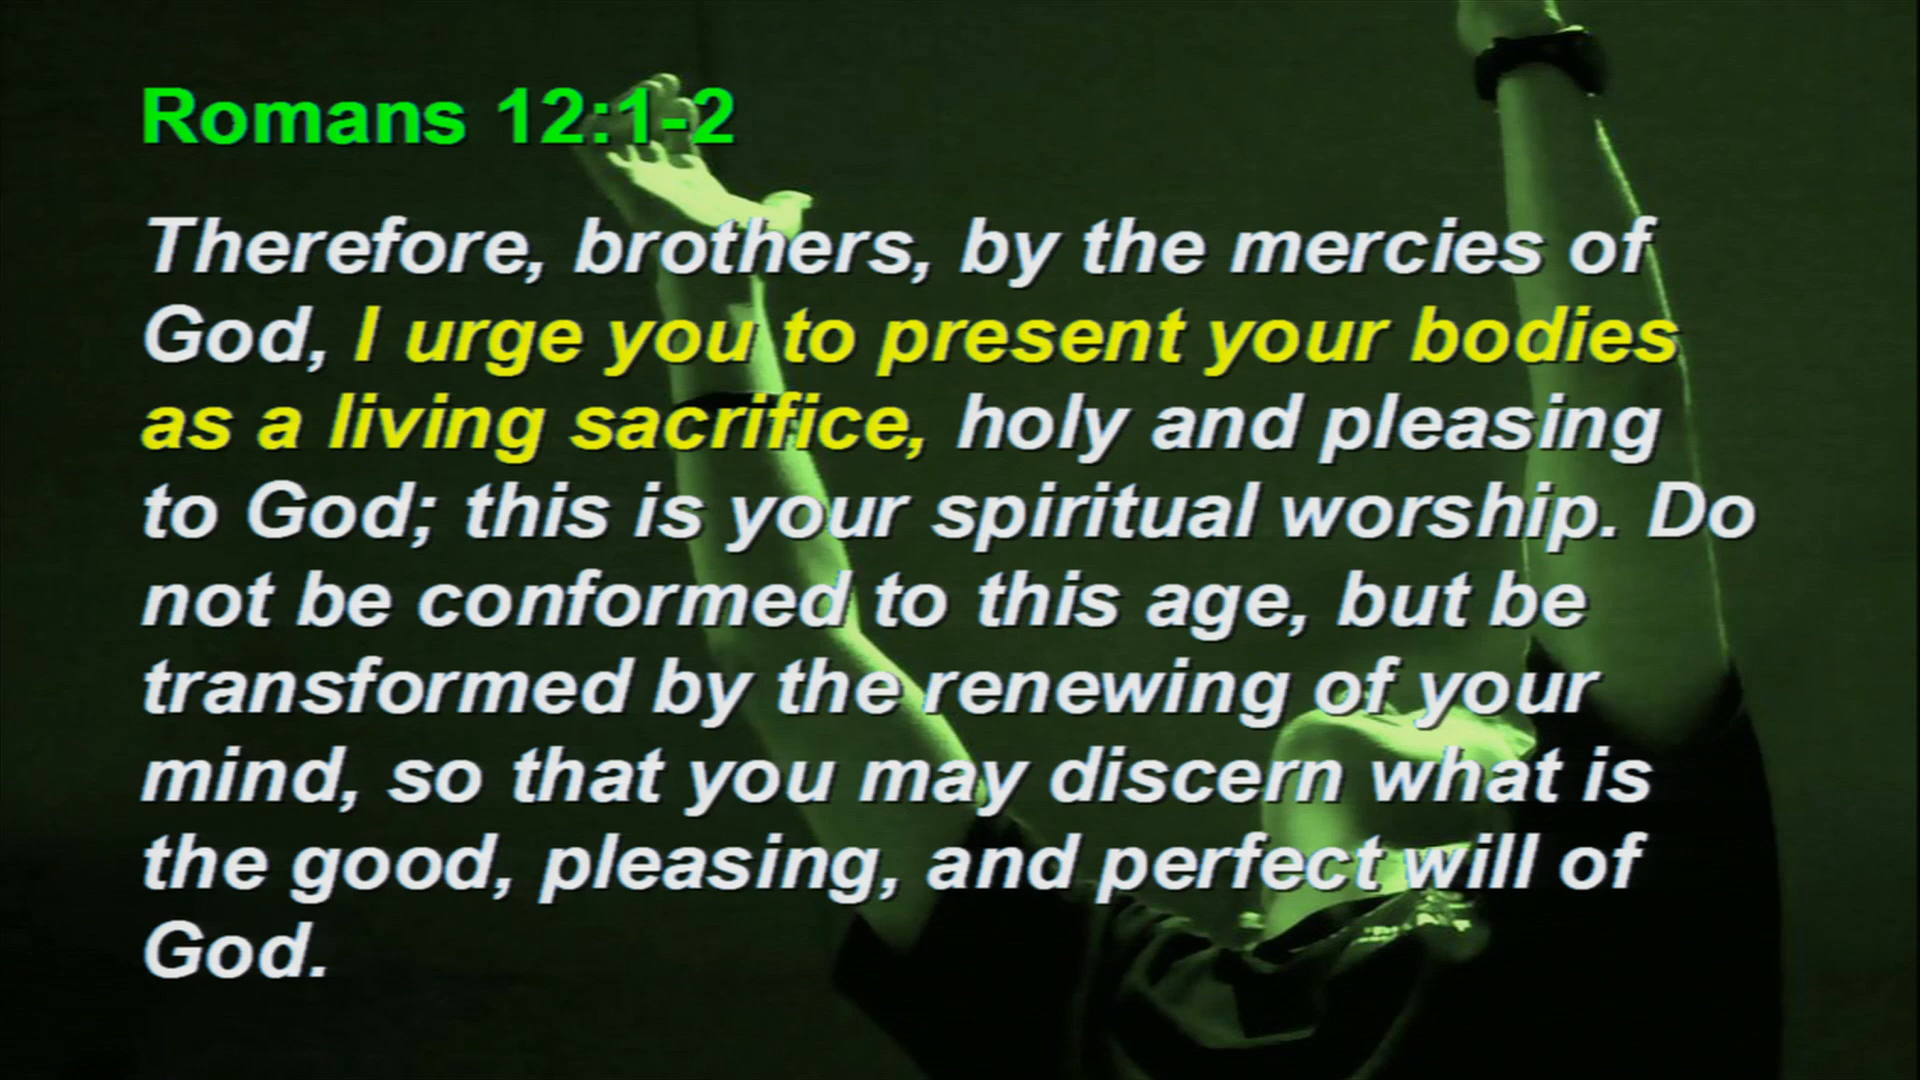 Romans 12:1-2
Therefore, brothers, by the mercies of
God, I urge you to present your bodies
as a living sacrifice, holy and pleasing
to God; this is your spiritual worship. Do
not be conformed to this age, but be
transformed by the renewing of your
mind, so that you may discern what is
the good, pleasing, and perfect will of
God.